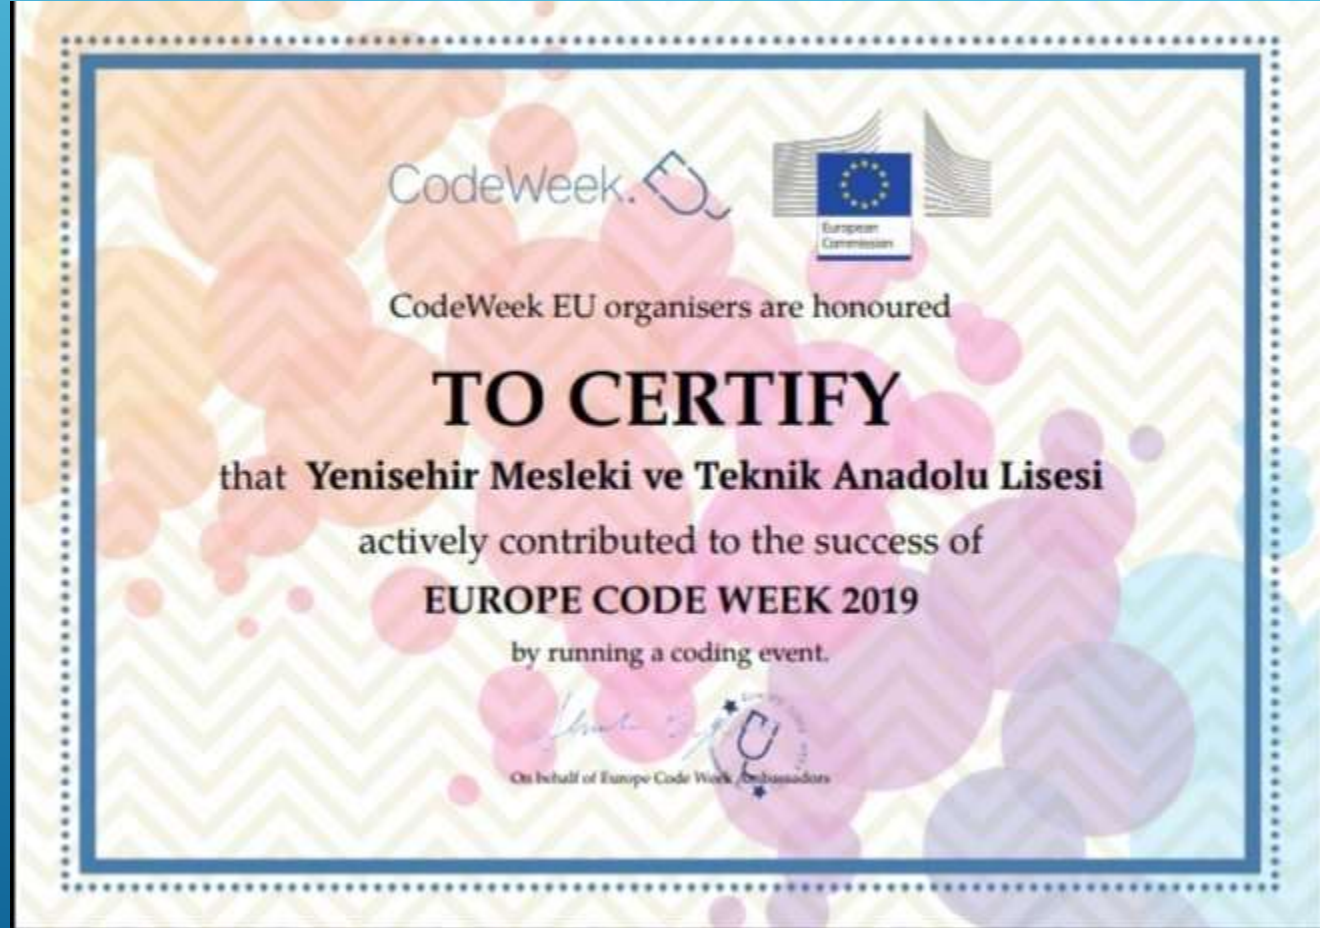 CodeWeek.EU
European
Commission
CodeWeek EU organisers are honoured
TO CERTIFY
that Yenisehir Mesleki ve Teknik Anadolu Lisesi
actively contributed to the success of
EUROPE CODE WEEK 2019
by running a coding event.
On behalf of Europe Code Week Ambassadors